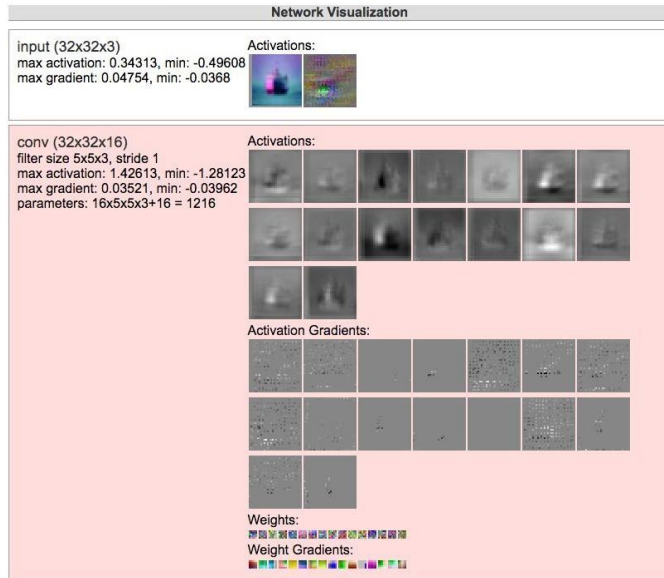 Network Visualization
input (32x32x3)
max activation: 0.34313, min: -0.49608
max gradient: 0.04754, min: -0.0368
Activations:
conv (32x32x16)
filter size 5x5x3, stride 1
max activation: 1.42613, min: -1.28123
max gradient: 0.03521, min: -0.03962
parameters: 16x5x5x3+16 = 1216
Activations:
Activation Gradients:
Weights:
Weight Gradients: